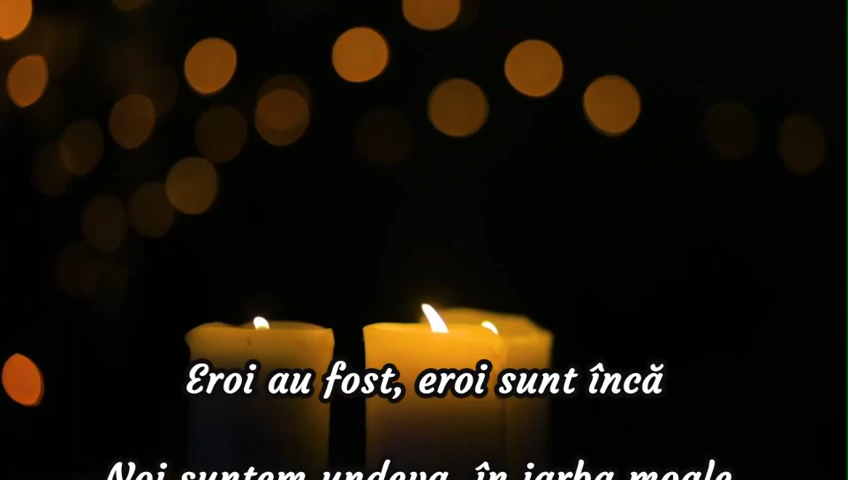 Eroi au fost, eroi sunt încă
Noi suntem undeva, în iarba moale